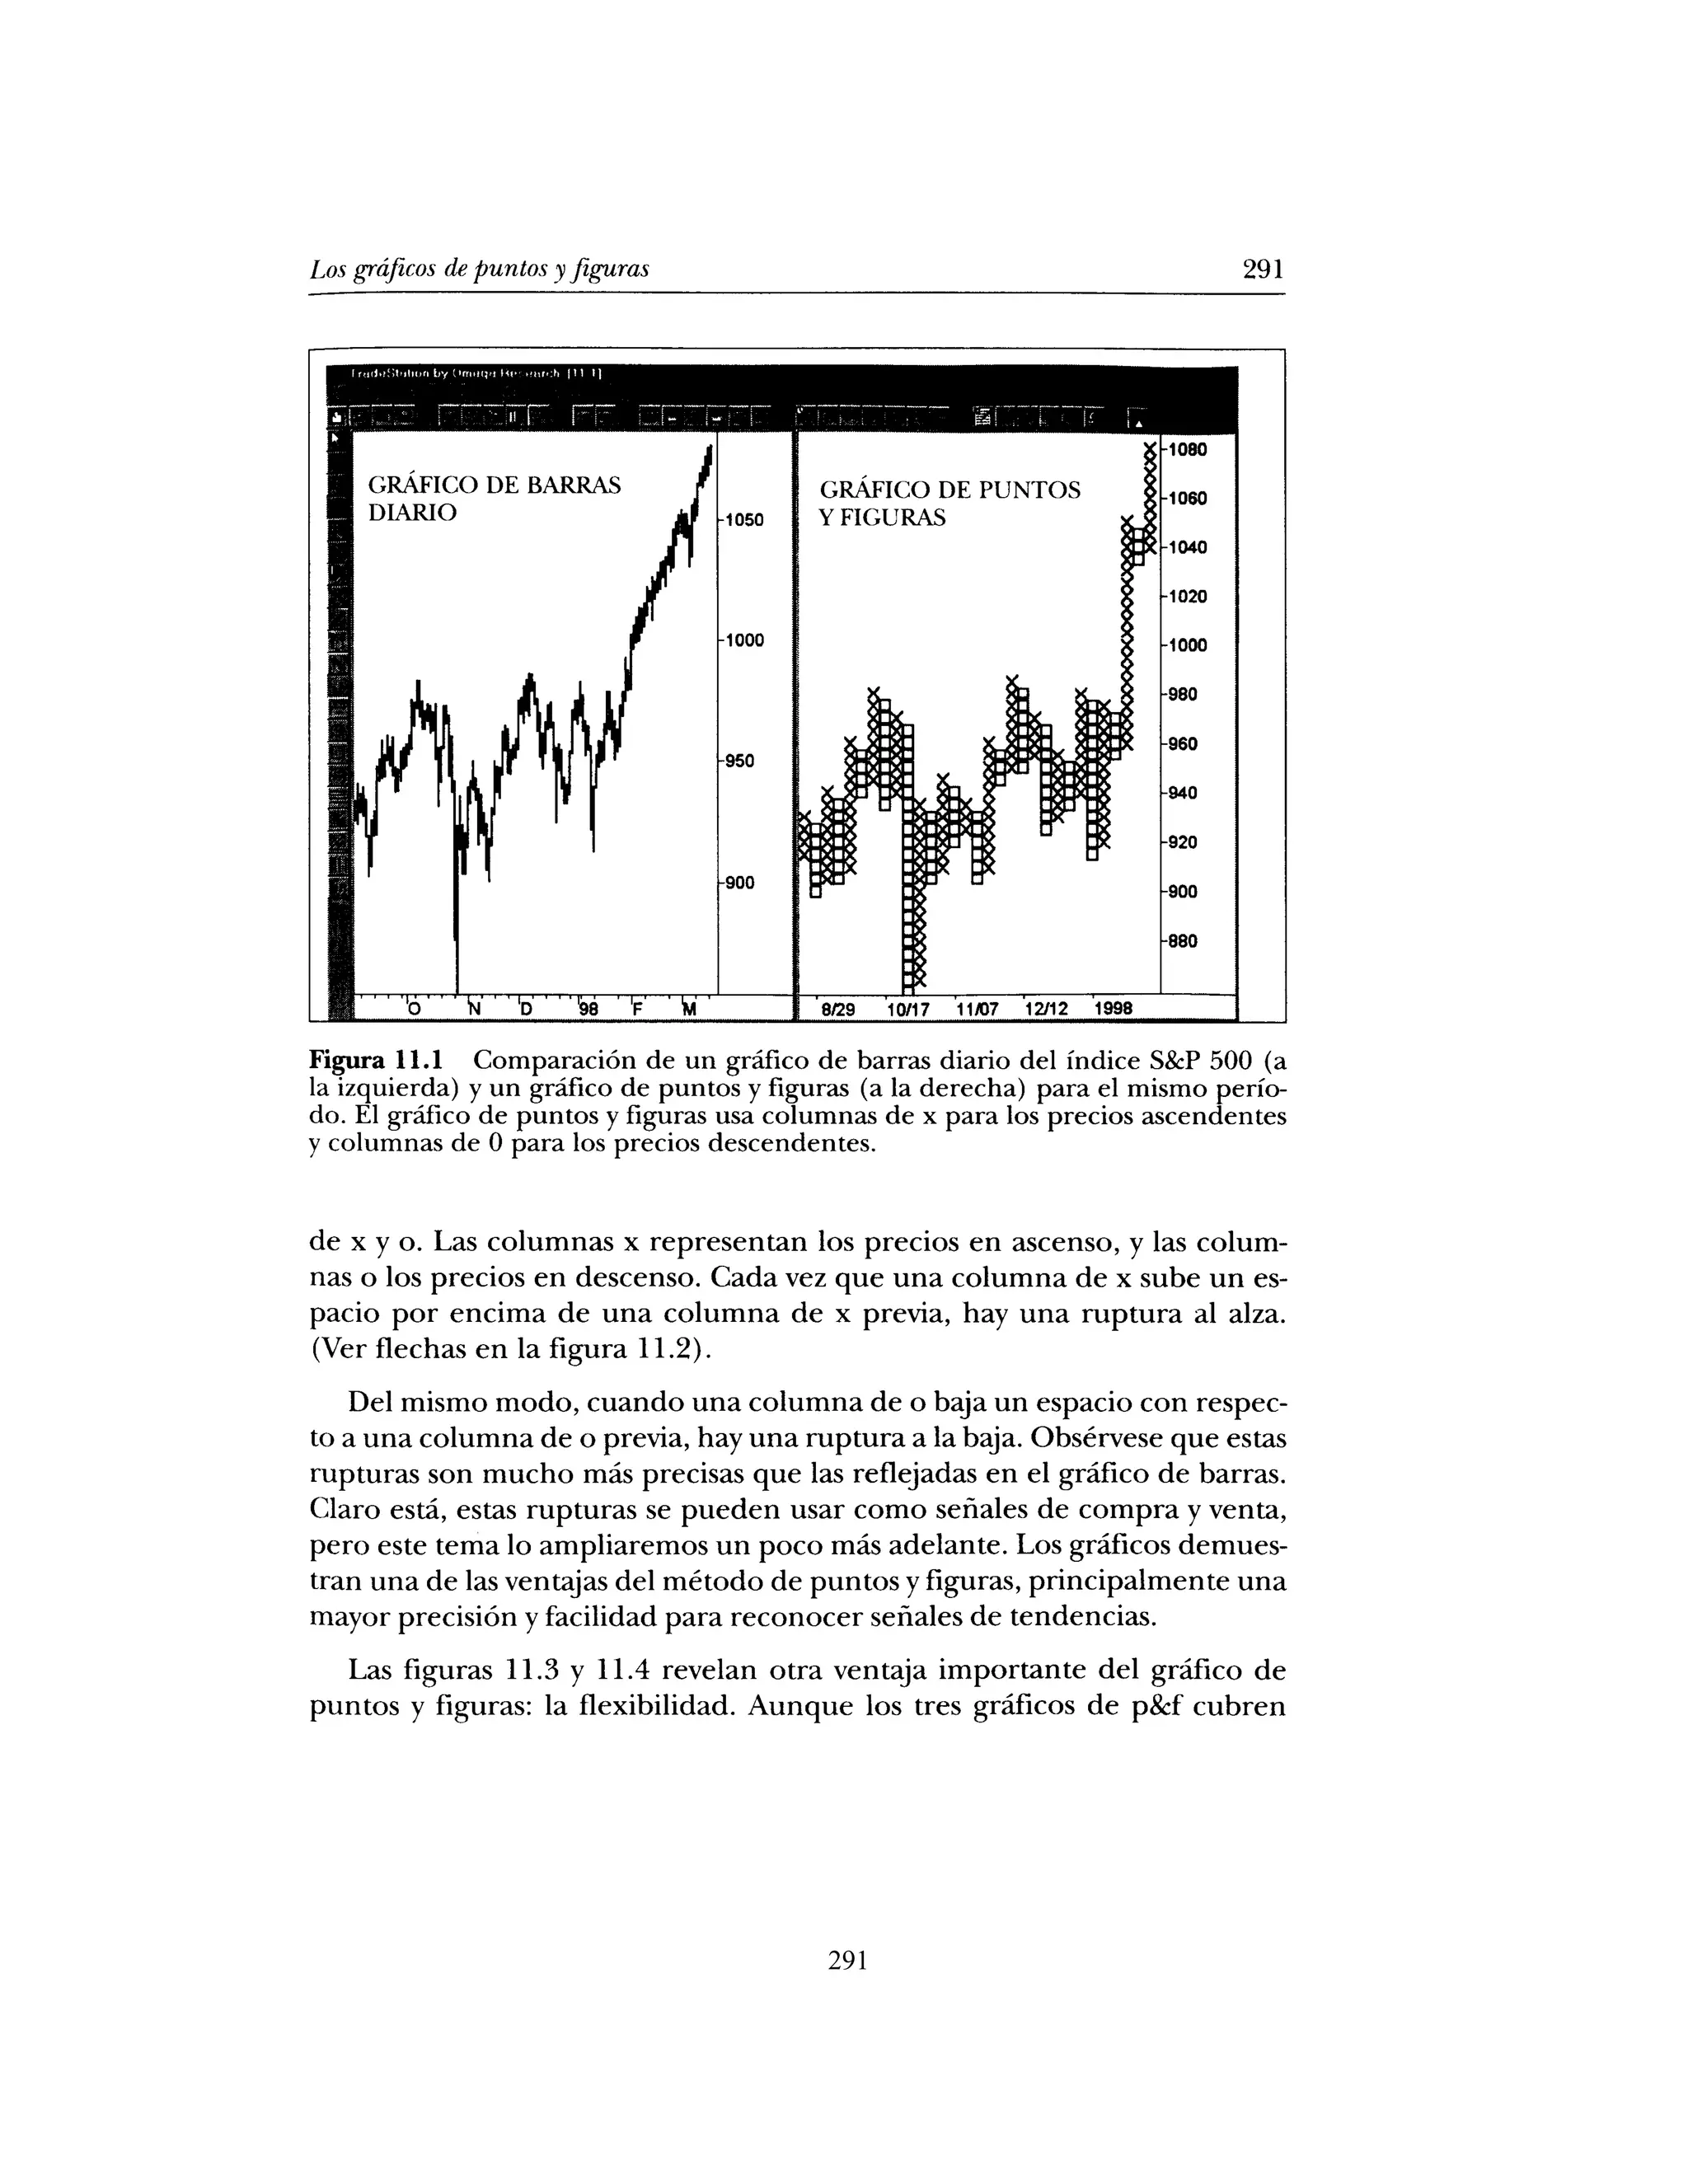 Los gráficos de puntos y figuras 291
TradeStation by Omega Research [11 1]
GRÁFICO DE BARRAS
DIARIO
1050
1000
950
900
O N D '98 F M
GRÁFICO DE PUNTOS
Y FIGURAS
1080
1060
1040
1020
1000
980
960
940
920
900
880
8/29 10/17 11/07 12/12 1998
Figura 11.1 Comparación de un gráfico de barras diario del índice S&P 500 (a
la izquierda) y un gráfico de puntos y figuras (a la derecha) para el mismo perío-
do. El gráfico de puntos y figuras usa columnas de x para los precios ascendentes
y columnas de 0 para los precios descendentes.
de x y o. Las columnas x representan los precios en ascenso, y las colum-
nas o los precios en descenso. Cada vez que una columna de x sube un es-
pacio por encima de una columna de x previa, hay una ruptura al alza.
(Ver flechas en la figura 11.2).
Del mismo modo, cuando una columna de o baja un espacio con respec-
to a una columna de o previa, hay una ruptura a la baja. Obsérvese que estas
rupturas son mucho más precisas que las reflejadas en el gráfico de barras.
Claro está, estas rupturas se pueden usar como señales de compra y venta,
pero este tema lo ampliaremos un poco más adelante. Los gráficos demues-
tran una de las ventajas del método de puntos y figuras, principalmente una
mayor precisión y facilidad para reconocer señales de tendencias.
Las figuras 11.3 y 11.4 revelan otra ventaja importante del gráfico de
puntos y figuras: la flexibilidad. Aunque los tres gráficos de p&f cubren
291